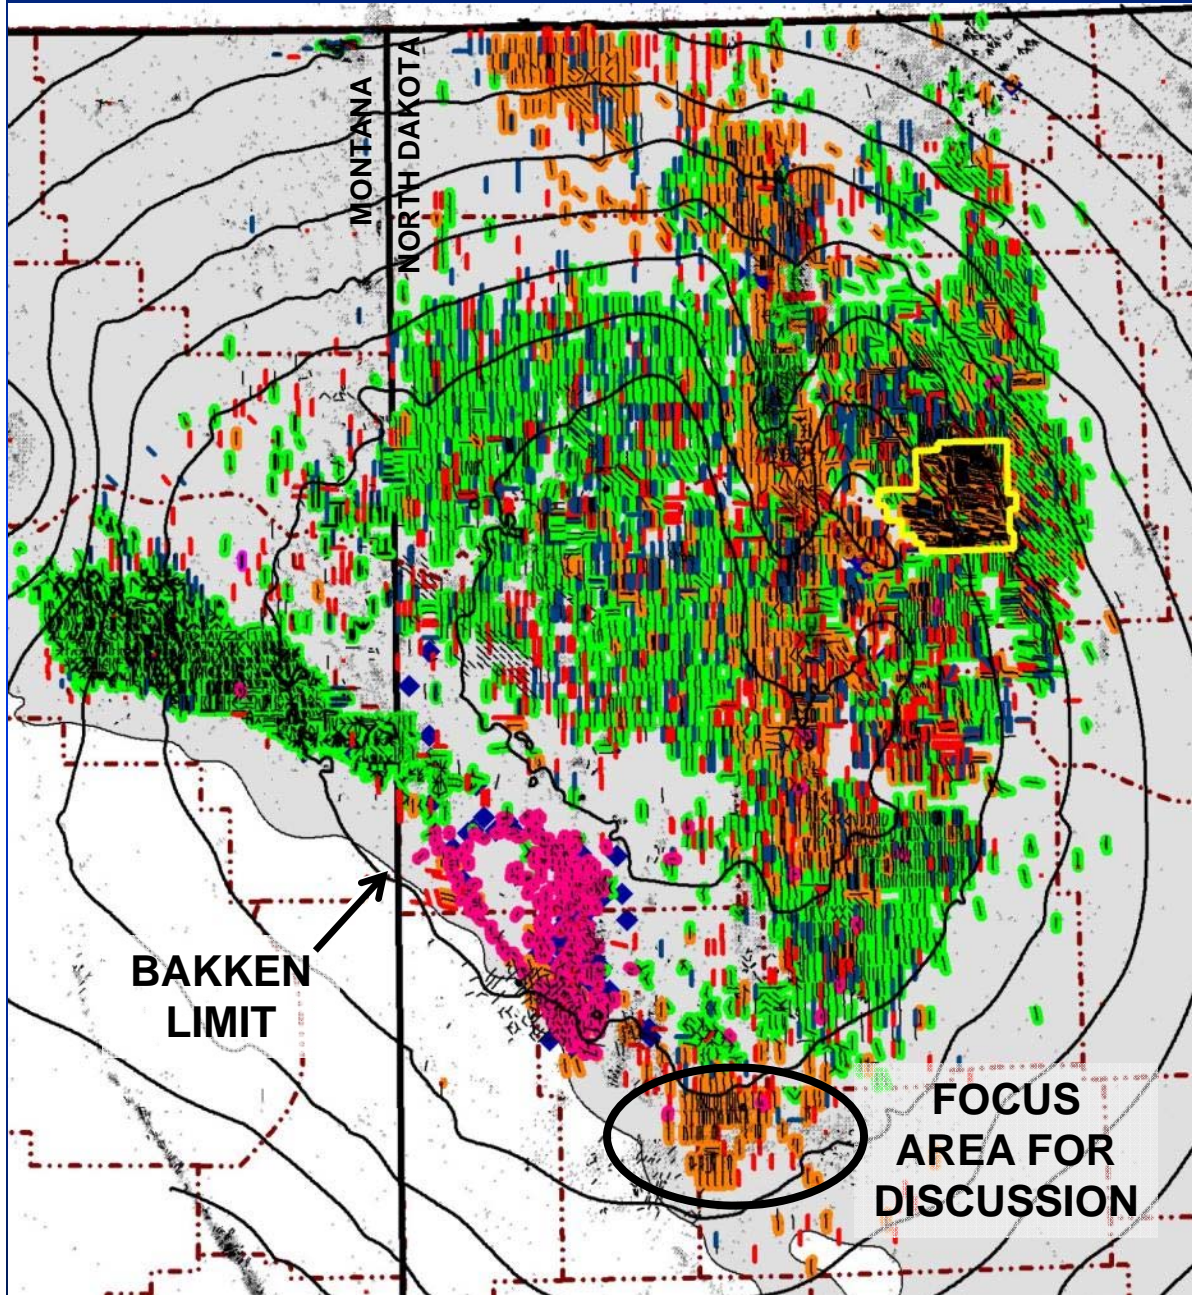 MONTANA
NORTH DAKOTA
BAKKEN
LIMIT
FOCUS
AREA FOR
DISCUSSION